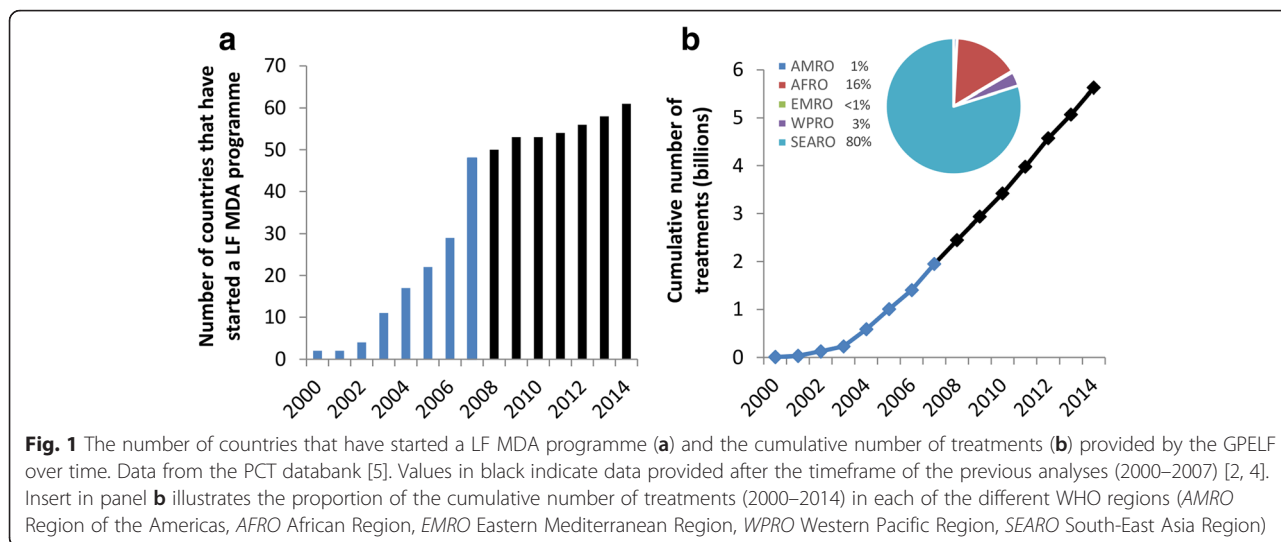 a
Number of countries that have
started a LF MDA programme
70
60
50
40
30
20
10
0
2000
2002
2004
2006
2008
2010
2012
2014
b
AMRO 1%
AFRO 16%
EMRO <1%
WPRO 3%
SEARO 80%
Cumulative number of
treatments (billions)
6
5
4
3
2
1
0
2000
2002
2004
2006
2008
2010
2012
2014
Fig. 1 The number of countries that have started a LF MDA programme (a) and the cumulative number of treatments (b) provided by the GPELF
over time. Data from the PCT databank [5]. Values in black indicate data provided after the timeframe of the previous analyses (2000–2007) [2, 4].
Insert in panel b illustrates the proportion of the cumulative number of treatments (2000–2014) in each of the different WHO regions (AMRO
Region of the Americas, AFRO African Region, EMRO Eastern Mediterranean Region, WPRO Western Pacific Region, SEARO South-East Asia Region)